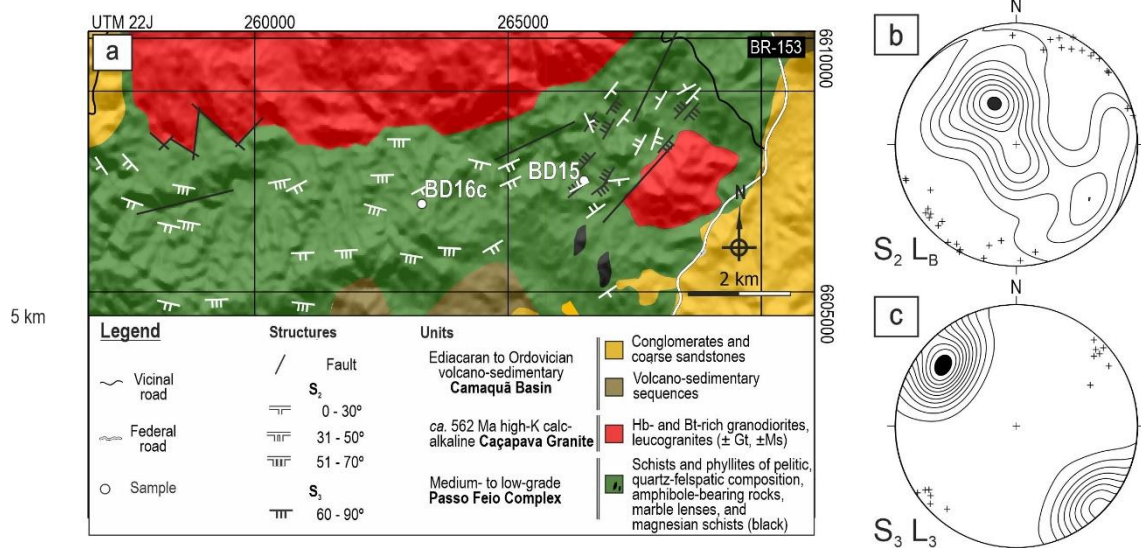 UTM 22J
260000
265000
a
BR-153
6610000
BD15
BD16c
N
2 km
6605000
5 km
Legend
Vicinal
road
Federal
road
Sample
Structures
Fault
S2
0 - 30º
31 - 50º
51 - 70º
S3
60 - 90º
Units
Ediacaran to Ordovician
volcano-sedimentary
Camaquã Basin
ca. 562 Ma high-K calc-
alkaline Caçapava Granite
Medium- to low-grade
Passo Feio Complex
Conglomerates and
coarse sandstones
Volcano-sedimentary
sequences
Hb- and Bt-rich granodiorites,
leucogranites (± Gt, ±Ms)
Schists and phyllites of pelitic,
quartz-felspatic composition,
amphibole-bearing rocks,
marble lenses, and
magnesian schists (black)
b
N
S2 LB
c
N
S3 L3